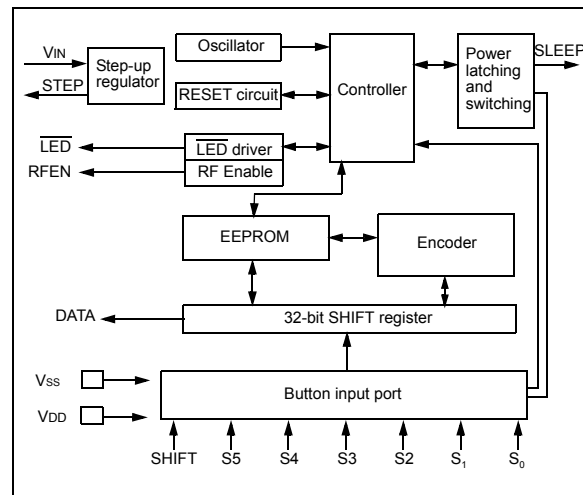 VIN
STEP
Step-up
regulator
Oscillator
RESET circuit
Controller
Power
latching
and
switching
SLEEP
LED
RFEN
LED driver
RF Enable
EEPROM
Encoder
DATA
32-bit SHIFT register
VSS
VDD
Button input port
SHIFT S5 S4 S3 S2 S1 S0